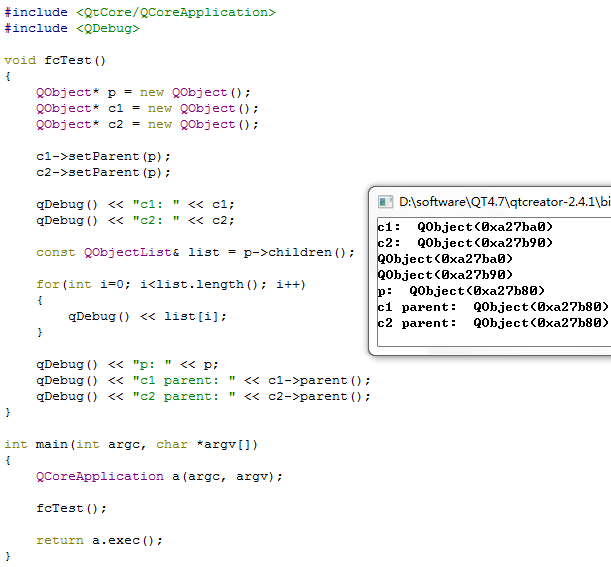 #include <QtCore/QCoreApplication>
#include <QDebug>
void fcTest()
{
    QObject* p = new QObject();
    QObject* c1 = new QObject();
    QObject* c2 = new QObject();
    c1->setParent(p);
    c2->setParent(p);
    qDebug() << "c1: " << c1;
    qDebug() << "c2: " << c2;
    const QObjectList& list = p->children();
    for(int i=0; i<list.length(); i++)
    {
        qDebug() << list[i];
    }
    qDebug() << "p: " << p;
    qDebug() << "c1 parent: " << c1->parent();
    qDebug() << "c2 parent: " << c2->parent();
}
int main(int argc, char *argv[])
{
    QCoreApplication a(argc, argv);
    fcTest();
    return a.exec();
}
D:\software\QT4.7\qtcreator-2.4.1\bi
c1:  QObject(0xa27ba0)
c2:  QObject(0xa27b90)
QObject(0xa27ba0)
QObject(0xa27b90)
p:  QObject(0xa27b80)
c1 parent:  QObject(0xa27b80)
c2 parent:  QObject(0xa27b80)